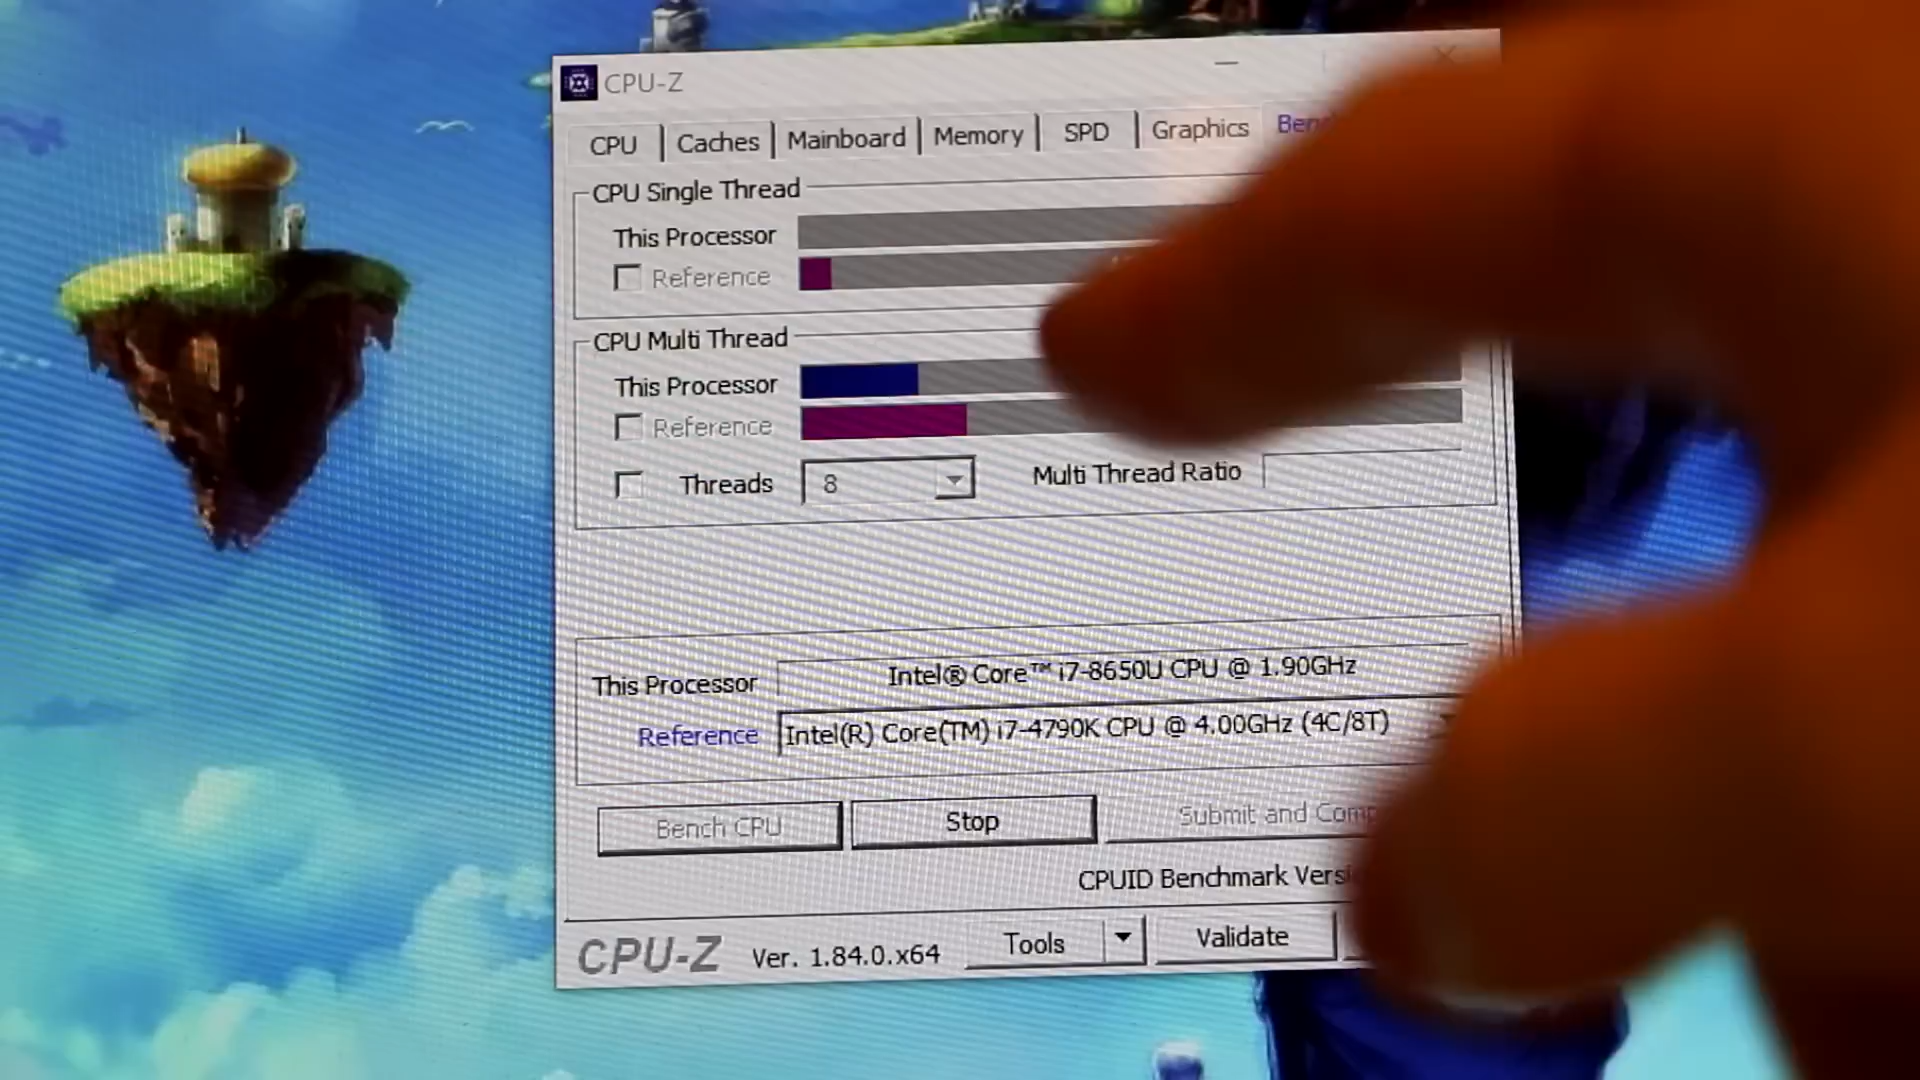 CPU-Z
CPU Caches Mainboard Memory SPD Graphics
CPU Single Thread
This Processor
Reference
CPU Multi Thread
This Processor
Reference
Threads 8 Multi Thread Ratio
This Processor Intel® Core™ i7-8650U CPU @ 1.90GHz
Reference Intel(R) Core(TM) i7-4790K CPU @ 4.00GHz (4C/8T)
Bench CPU Stop Submit and
CPUID Benchmark
CPU-Z Ver. 1.84.0.x64 Tools Validate